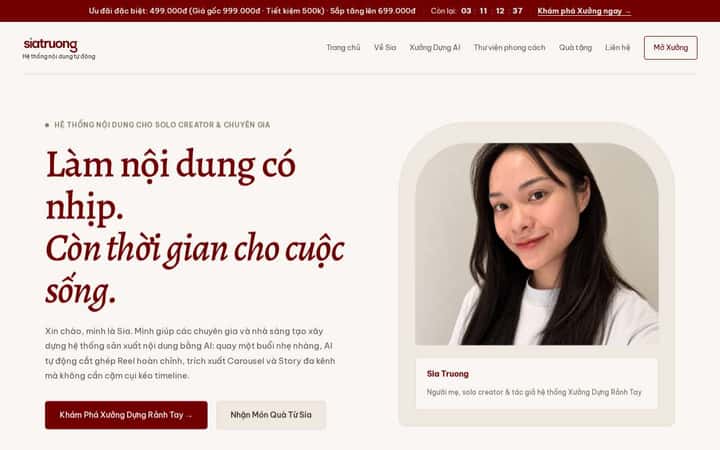 Ưu đãi đặc biệt: 499.000đ (Giá gốc 999.000đ · Tiết kiệm 500k) · Sắp tăng lên 699.000đ Còn lại: 03 : 11 : 12 : 37 Khám phá Xưởng ngay →
siatruong
Hệ thống nội dung tự động
Trang chủ Về Sia Xưởng Dựng AI Thư viện phong cách Quà tặng Liên hệ Mở Xưởng
HỆ THỐNG NỘI DUNG CHO SOLO CREATOR & CHUYÊN GIA
Làm nội dung có
nhịp.
Còn thời gian cho cuộc
sống.
Xin chào, mình là Sia. Mình giúp các chuyên gia và nhà sáng tạo xây
dựng hệ thống sản xuất nội dung bằng AI: quay một buổi nhẹ nhàng, AI
tự động cắt ghép Reel hoàn chỉnh, trích xuất Carousel và Story đa kênh
mà không cần cặm cụi kéo timeline.
Khám Phá Xưởng Dựng Rảnh Tay →
Nhận Món Quà Từ Sia
Sia Truong
Người mẹ, solo creator & tác giả hệ thống Xưởng Dựng Rảnh Tay